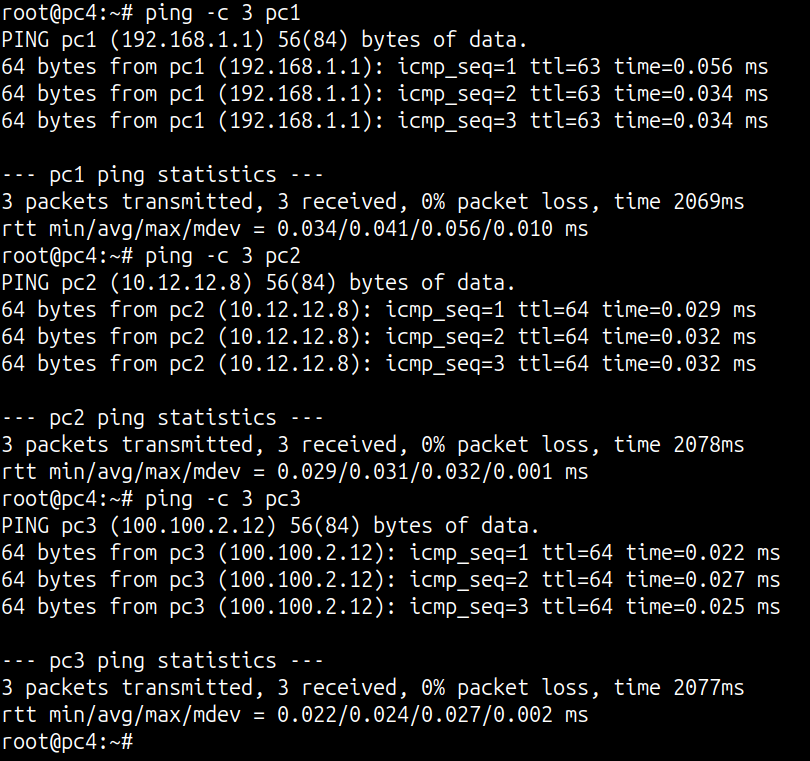 root@pc4:~# ping -c 3 pc1
PING pc1 (192.168.1.1) 56(84) bytes of data.
64 bytes from pc1 (192.168.1.1): icmp_seq=1 ttl=63 time=0.056 ms
64 bytes from pc1 (192.168.1.1): icmp_seq=2 ttl=63 time=0.034 ms
64 bytes from pc1 (192.168.1.1): icmp_seq=3 ttl=63 time=0.034 ms

--- pc1 ping statistics ---
3 packets transmitted, 3 received, 0% packet loss, time 2069ms
rtt min/avg/max/mdev = 0.034/0.041/0.056/0.010 ms
root@pc4:~# ping -c 3 pc2
PING pc2 (10.12.12.8) 56(84) bytes of data.
64 bytes from pc2 (10.12.12.8): icmp_seq=1 ttl=64 time=0.029 ms
64 bytes from pc2 (10.12.12.8): icmp_seq=2 ttl=64 time=0.032 ms
64 bytes from pc2 (10.12.12.8): icmp_seq=3 ttl=64 time=0.032 ms

--- pc2 ping statistics ---
3 packets transmitted, 3 received, 0% packet loss, time 2078ms
rtt min/avg/max/mdev = 0.029/0.031/0.032/0.001 ms
root@pc4:~# ping -c 3 pc3
PING pc3 (100.100.2.12) 56(84) bytes of data.
64 bytes from pc3 (100.100.2.12): icmp_seq=1 ttl=64 time=0.022 ms
64 bytes from pc3 (100.100.2.12): icmp_seq=2 ttl=64 time=0.027 ms
64 bytes from pc3 (100.100.2.12): icmp_seq=3 ttl=64 time=0.025 ms

--- pc3 ping statistics ---
3 packets transmitted, 3 received, 0% packet loss, time 2077ms
rtt min/avg/max/mdev = 0.022/0.024/0.027/0.002 ms
root@pc4:~#